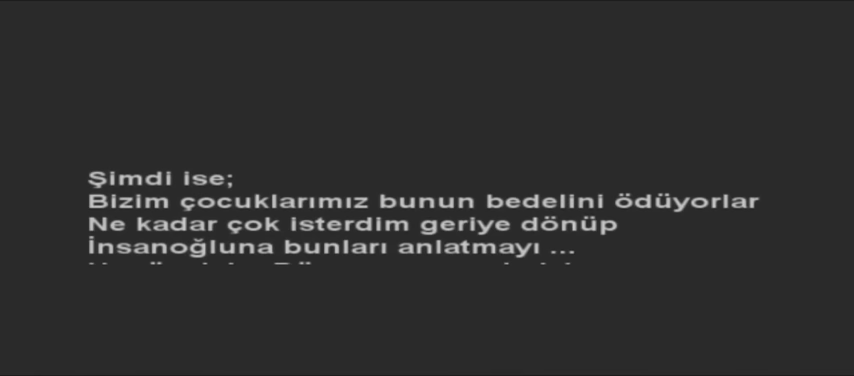 Şimdi ise;
Bizim çocuklarımız bunun bedelini ödüyorlar
Ne kadar çok isterdim geriye dönüp
İnsanoğluna bunları anlatmayı ...